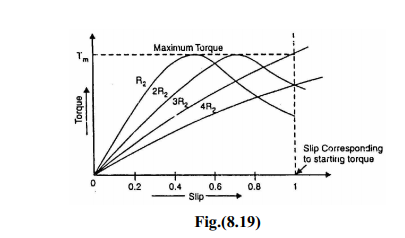 Maximum Torque
Tm
R2
2R2
3R2
4R2
Torque
Slip Corresponding
to starting torque
0
0.2
0.4
0.6
0.8
1
Slip
Fig.(8.19)